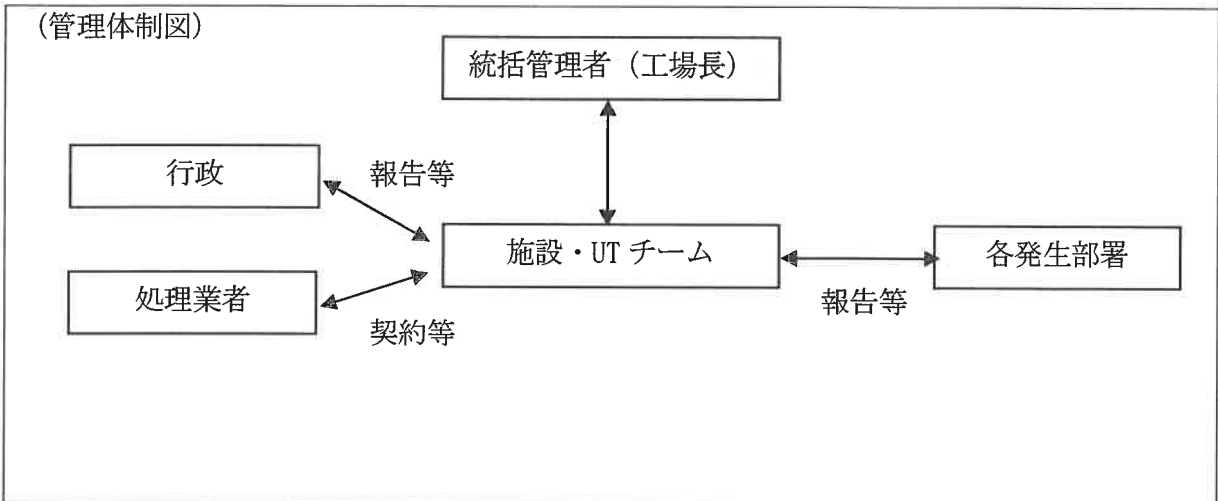 (管理体制図)
統括管理者（工場長）
行政
報告等
施設・UT チーム
各発生部署
処理業者
報告等
契約等